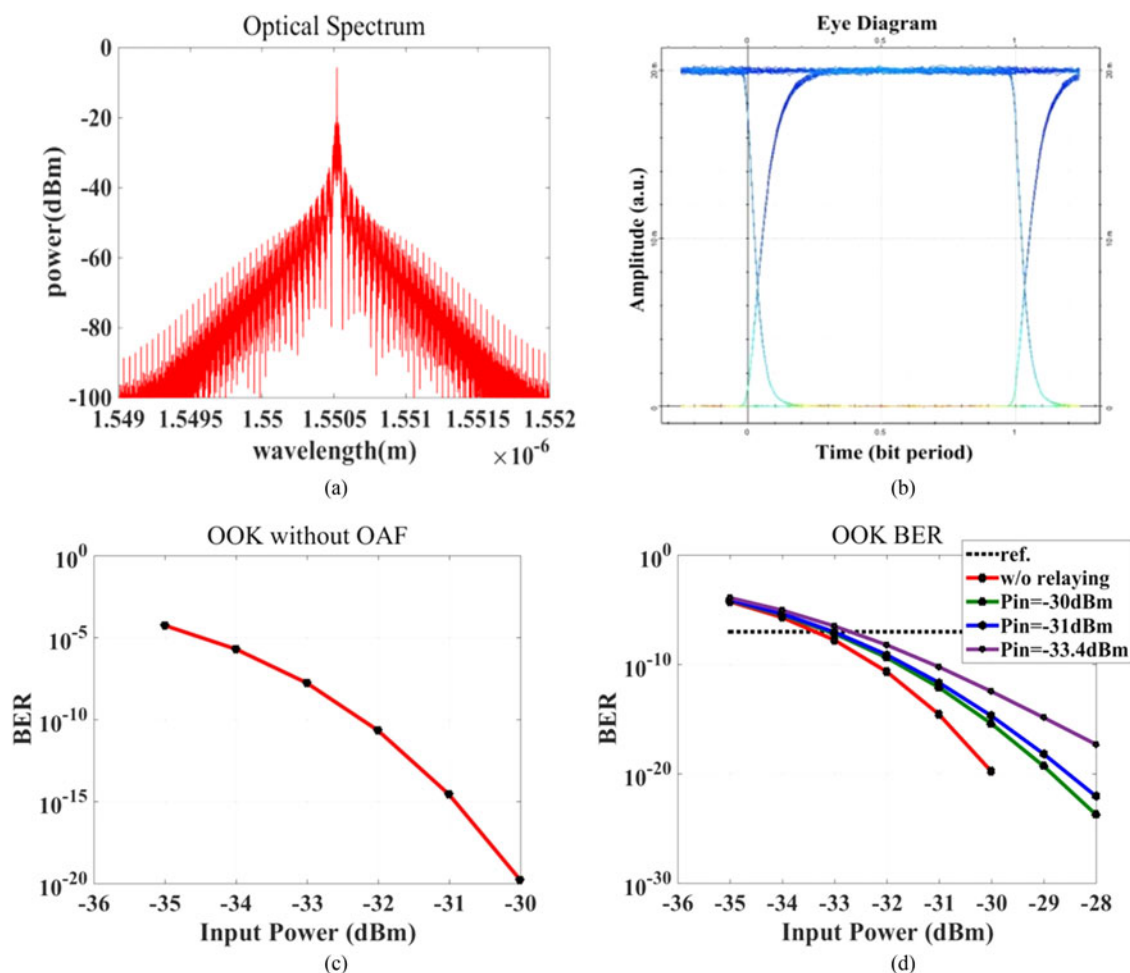 Optical Spectrum
0
-20
-40
-60
-80
-100
power(dBm)
1.549 1.5495 1.55 1.5505 1.551 1.5515 1.552
wavelength(m) ×10⁻⁶
(a)
Eye Diagram
0 0.5 1
20 m
10 m
0
20 m
10 m
0
Amplitude (a.u.)
0 0.5 1
Time (bit period)
(b)
OOK without OAF
10⁰
10⁻⁵
10⁻¹⁰
10⁻¹⁵
10⁻²⁰
BER
-36 -35 -34 -33 -32 -31 -30
Input Power (dBm)
(c)
OOK BER
10⁰
10⁻¹⁰
10⁻²⁰
10⁻³⁰
BER
ref.
w/o relaying
Pin=-30dBm
Pin=-31dBm
Pin=-33.4dBm
-36 -35 -34 -33 -32 -31 -30 -29 -28
Input Power (dBm)
(d)